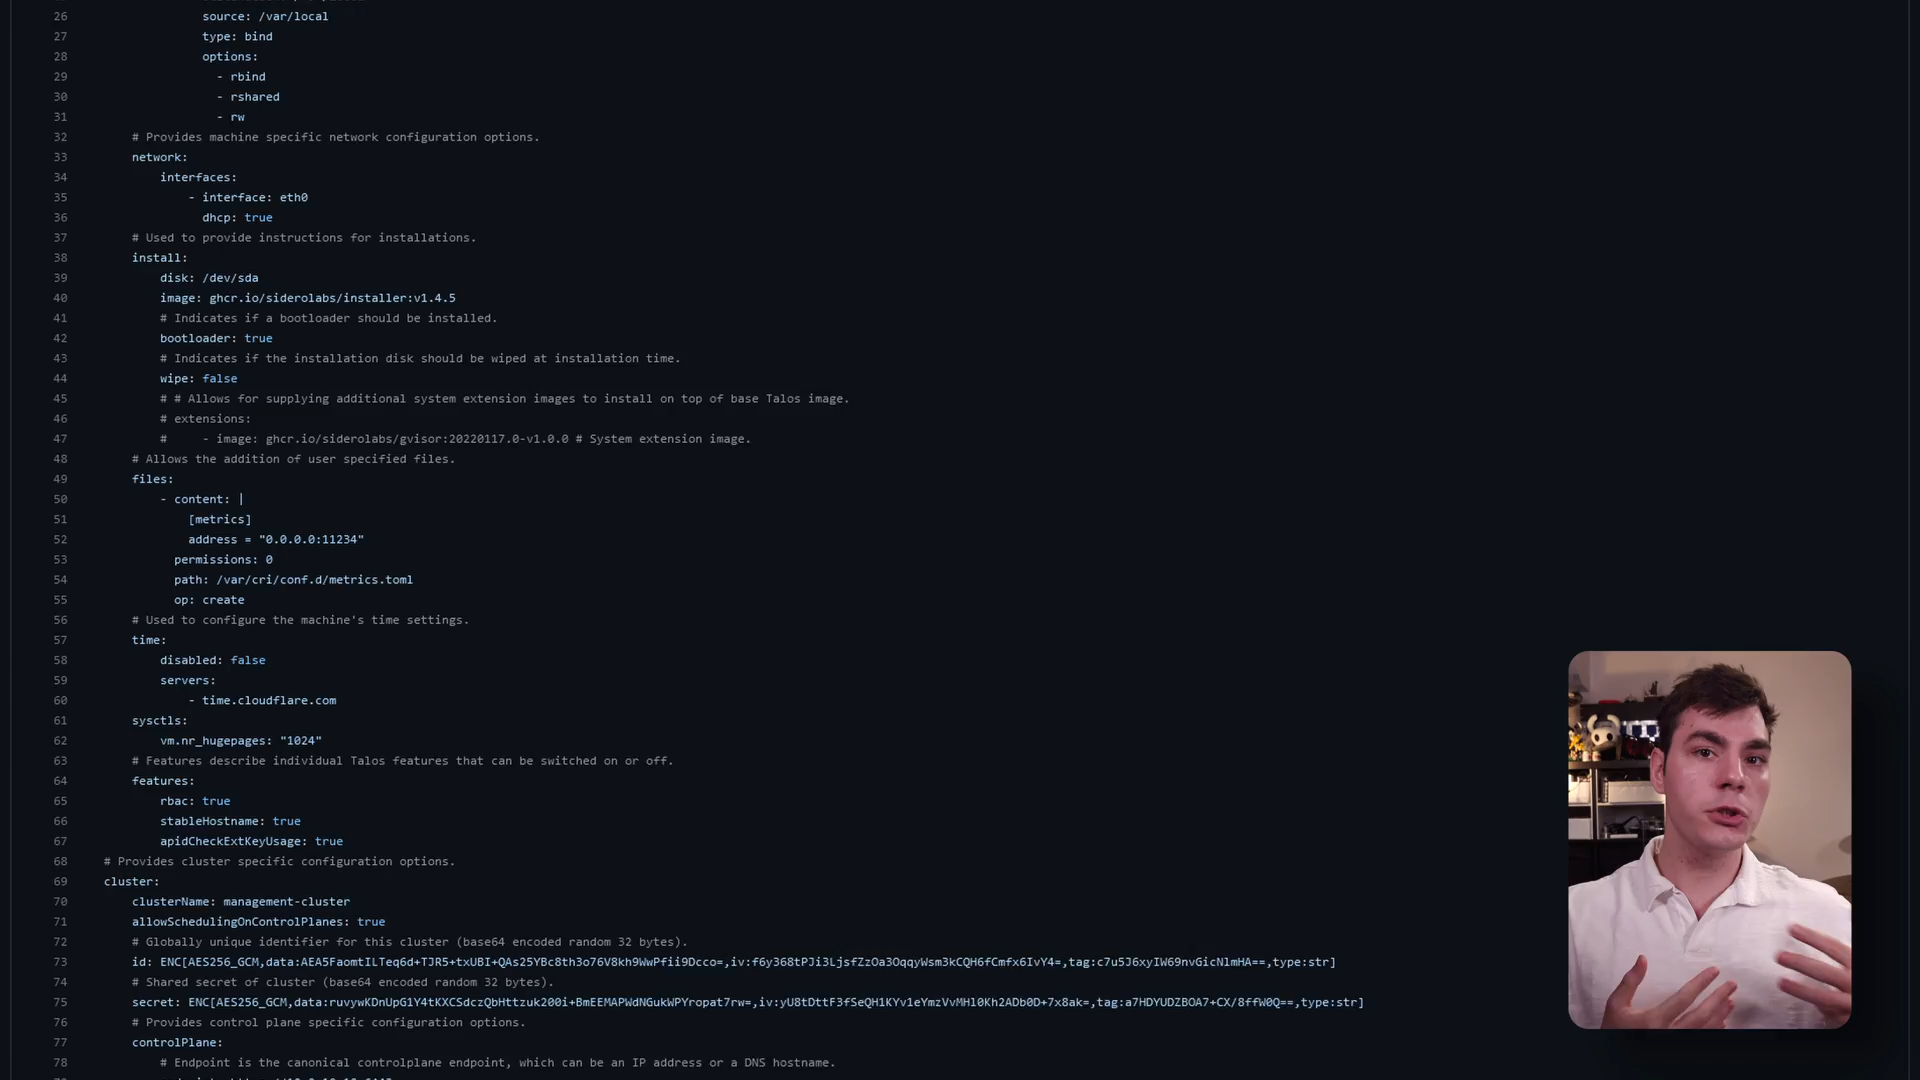 26 source: /var/local
27 type: bind
28 options:
29 - rbind
30 - rshared
31 - rw
32 # Provides machine specific network configuration options.
33 network:
34 interfaces:
35 - interface: eth0
36 dhcp: true
37 # Used to provide instructions for installations.
38 install:
39 disk: /dev/sda
40 image: ghcr.io/siderolabs/installer:v1.4.5
41 # Indicates if a bootloader should be installed.
42 bootloader: true
43 # Indicates if the installation disk should be wiped at installation time.
44 wipe: false
45 # # Allows for supplying additional system extension images to install on top of base Talos image.
46 # extensions:
47 # - image: ghcr.io/siderolabs/gvisor:20220117.0-v1.0.0 # System extension image.
48 # Allows the addition of user specified files.
49 files:
50 - content: |
51 [metrics]
52 address = "0.0.0.0:11234"
53 permissions: 0
54 path: /var/cri/conf.d/metrics.toml
55 op: create
56 # Used to configure the machine's time settings.
57 time:
58 disabled: false
59 servers:
60 - time.cloudflare.com
61 sysctls:
62 vm.nr_hugepages: "1024"
63 # Features describe individual Talos features that can be switched on or off.
64 features:
65 rbac: true
66 stableHostname: true
67 apidCheckExtKeyUsage: true
68 # Provides cluster specific configuration options.
69 cluster:
70 clusterName: management-cluster
71 allowSchedulingOnControlPlanes: true
72 # Globally unique identifier for this cluster (base64 encoded random 32 bytes).
73 id: ENC[AES256_GCM,data:AEA5FaomtILTeq6d+TJR5+txUBI+QAs25YBc8th3o76V8kh9WwPfii9Dcco=,iv:f6y368tPJi3LjsfZzOa3OqqyWsm3kCQH6fCmfx6IvY4=,tag:c7u5J6xyIW69nvGicNlmHA==,type:str]
74 # Shared secret of cluster (base64 encoded random 32 bytes).
75 secret: ENC[AES256_GCM,data:ruvywKDnUpG1Y4tKXCSdczQbHttzuk200i+BmEEMAPWdNGukWPYropat7rw=,iv:yU8tDttF3fSeQH1KYv1eYmzVvMHl0Kh2ADb0D+7x8ak=,tag:a7HDYUDZBOA7+CX/8ffW0Q==,type:str]
76 # Provides control plane specific configuration options.
77 controlPlane:
78 # Endpoint is the canonical controlplane endpoint, which can be an IP address or a DNS hostname.